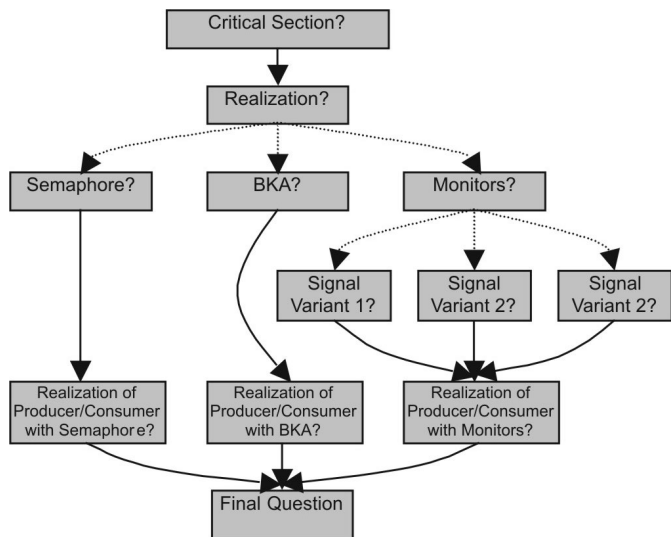 Critical Section?
Realization?
Semaphore?
BKA?
Monitors?
Signal
Variant 1?
Signal
Variant 2?
Signal
Variant 2?
Realization of
Producer/Consumer
with Semaphore?
Realization of
Producer/Consumer
with BKA?
Realization of
Producer/Consumer
with Monitors?
Final Question